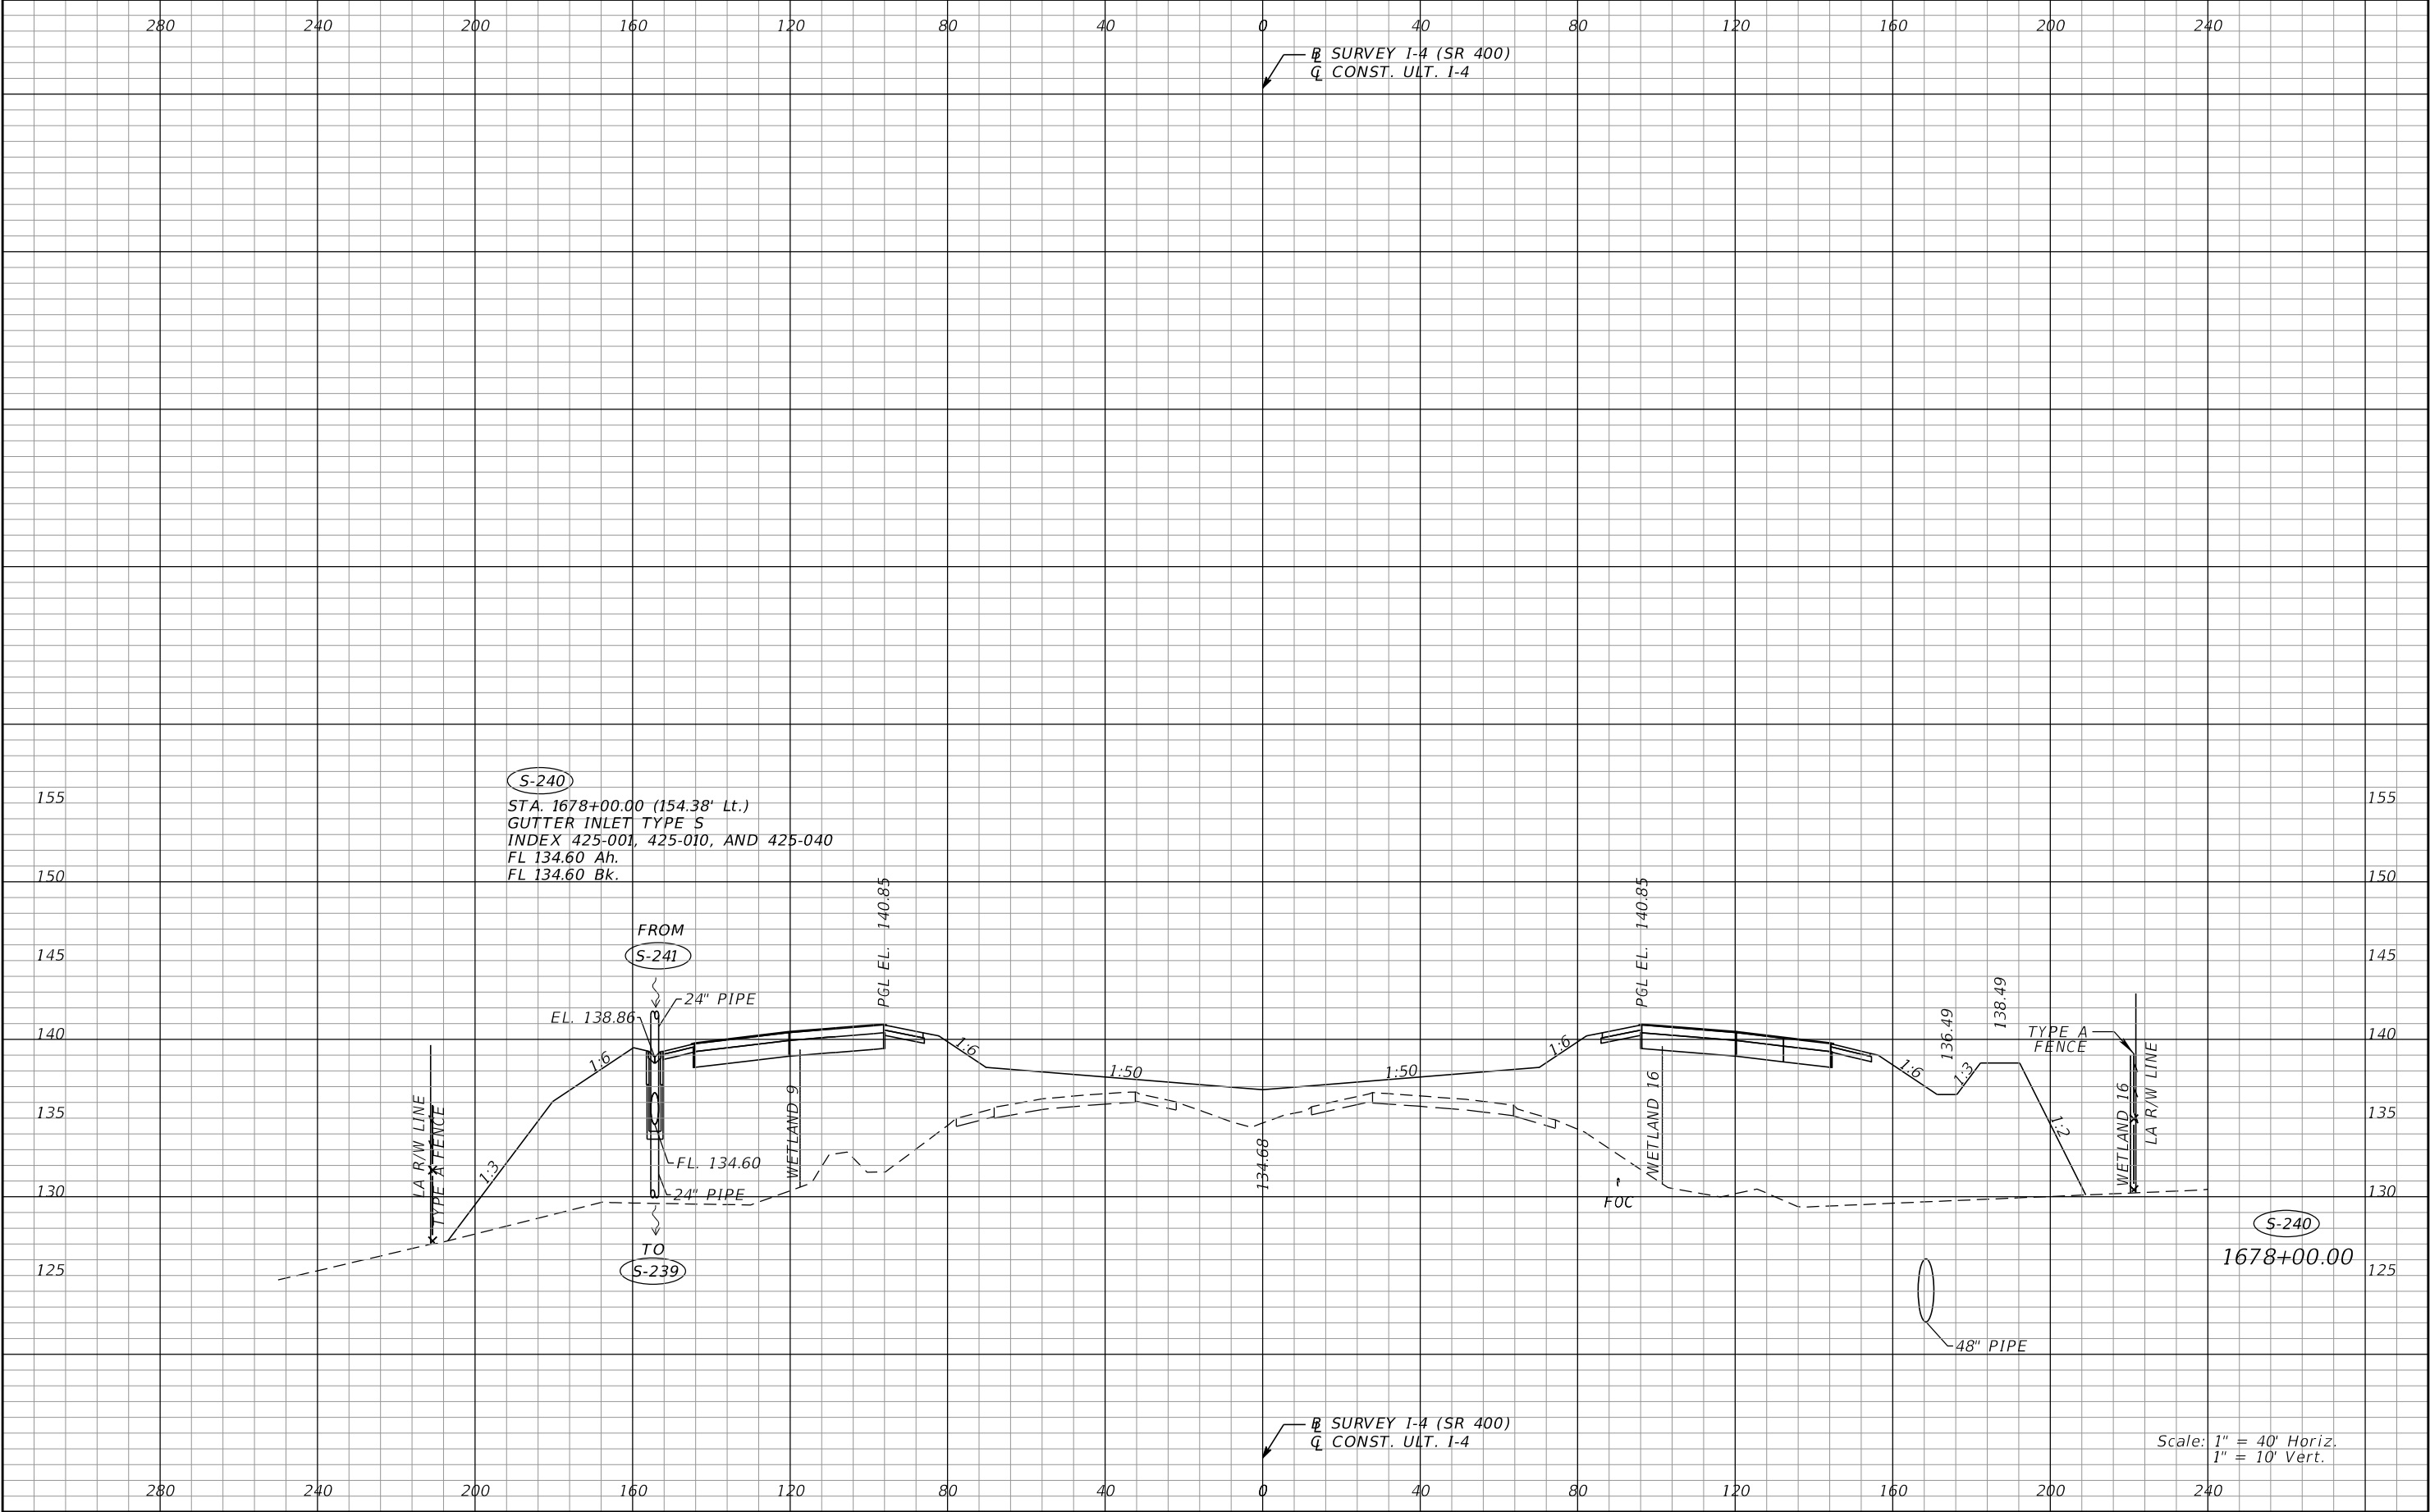 280 240 200 160 120 80 40 0 40 80 120 160 200 240
B̵L SURVEY I-4 (SR 400)
℄ CONST. ULT. I-4
S-240
155 155
STA. 1678+00.00 (154.38' Lt.)
GUTTER INLET TYPE S
INDEX 425-001, 425-010, AND 425-040
FL 134.60 Ah.
FL 134.60 Bk.
150 150
PGL EL. 140.85
PGL EL. 140.85
FROM
S-241
145 145
24" PIPE
EL. 138.86
136.49
138.49
140 140
TYPE A
FENCE
1:6
1:6
1:50
1:50
1:6
1:6
1:3
1:2
135 135
LA R/W LINE
TYPE A FENCE
1:3
WETLAND 9
FL. 134.60
24" PIPE
134.68
WETLAND 16
FOC
WETLAND 16
LA R/W LINE
130 130
TO
S-239
S-240
1678+00.00
125 125
48" PIPE
B̵L SURVEY I-4 (SR 400)
℄ CONST. ULT. I-4
Scale: 1" = 40' Horiz.
1" = 10' Vert.
280 240 200 160 120 80 40 0 40 80 120 160 200 240